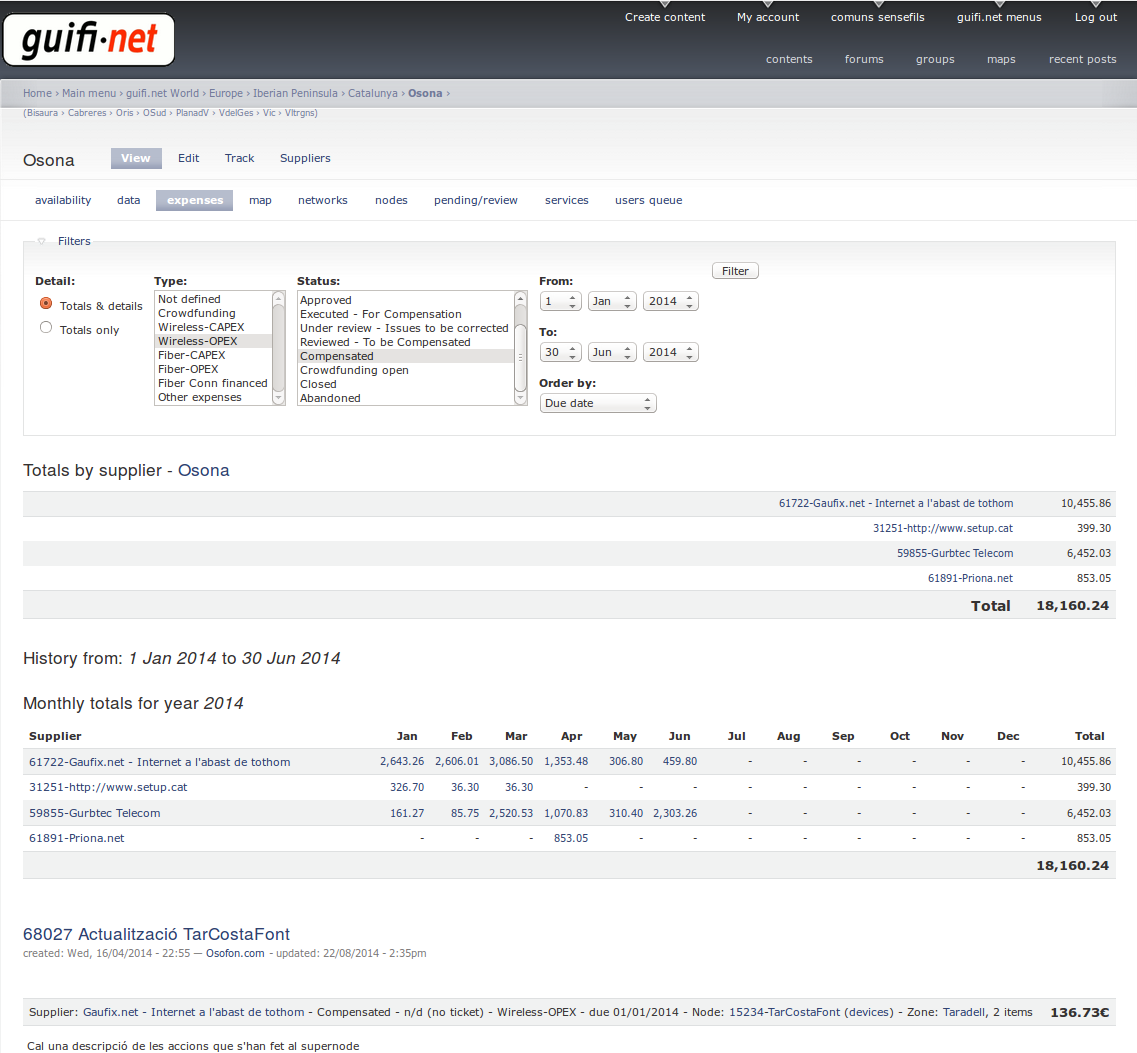 guifi·net
Create content My account comuns sensefils guifi.net menus Log out
contents forums groups maps recent posts
Home › Main menu › guifi.net World › Europe › Iberian Peninsula › Catalunya › Osona ›
(Bisaura › Cabreres › Oris › OSud › PlanadV › VdelGes › Vic › Vltrgns)
Osona View Edit Track Suppliers
availability data expenses map networks nodes pending/review services users queue
Filters
Filter
Detail: Type: Status: From:
Totals & details
Totals only
Not defined
Crowdfunding
Wireless-CAPEX
Wireless-OPEX
Fiber-CAPEX
Fiber-OPEX
Fiber Conn financed
Other expenses
Approved
Executed - For Compensation
Under review - Issues to be corrected
Reviewed - To be Compensated
Compensated
Crowdfunding open
Closed
Abandoned
1 Jan 2014
To:
30 Jun 2014
Order by:
Due date
Totals by supplier - Osona
61722-Gaufix.net - Internet a l'abast de tothom 10,455.86
31251-http://www.setup.cat 399.30
59855-Gurbtec Telecom 6,452.03
61891-Priona.net 853.05
Total 18,160.24
History from: 1 Jan 2014 to 30 Jun 2014
Monthly totals for year 2014
Supplier Jan Feb Mar Apr May Jun Jul Aug Sep Oct Nov Dec Total
61722-Gaufix.net - Internet a l'abast de tothom 2,643.26 2,606.01 3,086.50 1,353.48 306.80 459.80 - - - - - - 10,455.86
31251-http://www.setup.cat 326.70 36.30 36.30 - - - - - - - - - 399.30
59855-Gurbtec Telecom 161.27 85.75 2,520.53 1,070.83 310.40 2,303.26 - - - - - - 6,452.03
61891-Priona.net - - - 853.05 - - - - - - - - 853.05
18,160.24
68027 Actualització TarCostaFont
created: Wed, 16/04/2014 - 22:55 — Osofon.com - updated: 22/08/2014 - 2:35pm
Supplier: Gaufix.net - Internet a l'abast de tothom - Compensated - n/d (no ticket) - Wireless-OPEX - due 01/01/2014 - Node: 15234-TarCostaFont (devices) - Zone: Taradell, 2 items 136.73€
Cal una descripció de les accions que s'han fet al supernode